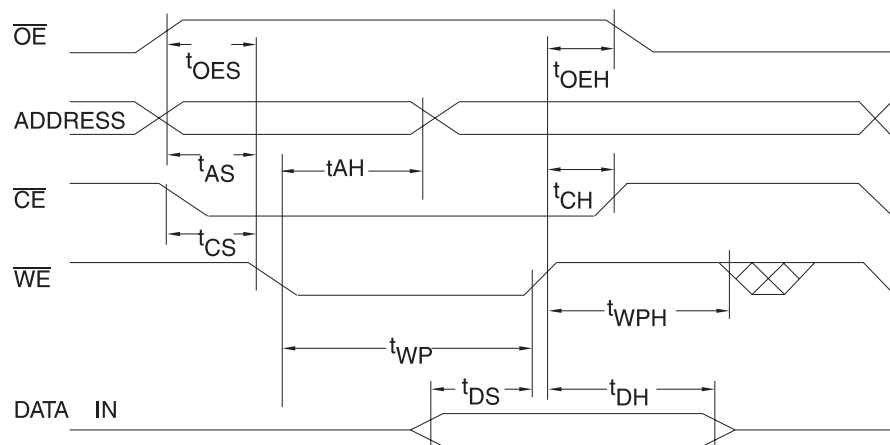 OE
tOES
tOEH
ADDRESS
tAS
tAH
tCH
CE
tCS
WE
tWPH
tWP
tDS
tDH
DATA IN